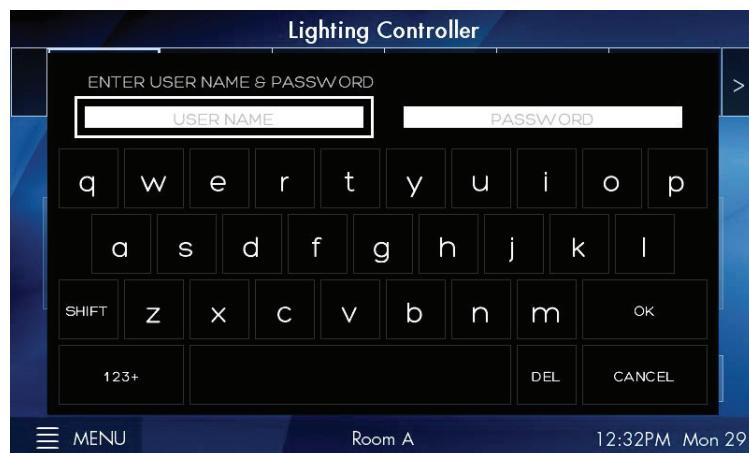 Lighting Controller
ENTER USER NAME & PASSWORD
USER NAME PASSWORD
>
q w e r t y u i o p
a s d f g h j k l
SHIFT z x c v b n m OK
123+ DEL CANCEL
MENU Room A 12:32PM Mon 29